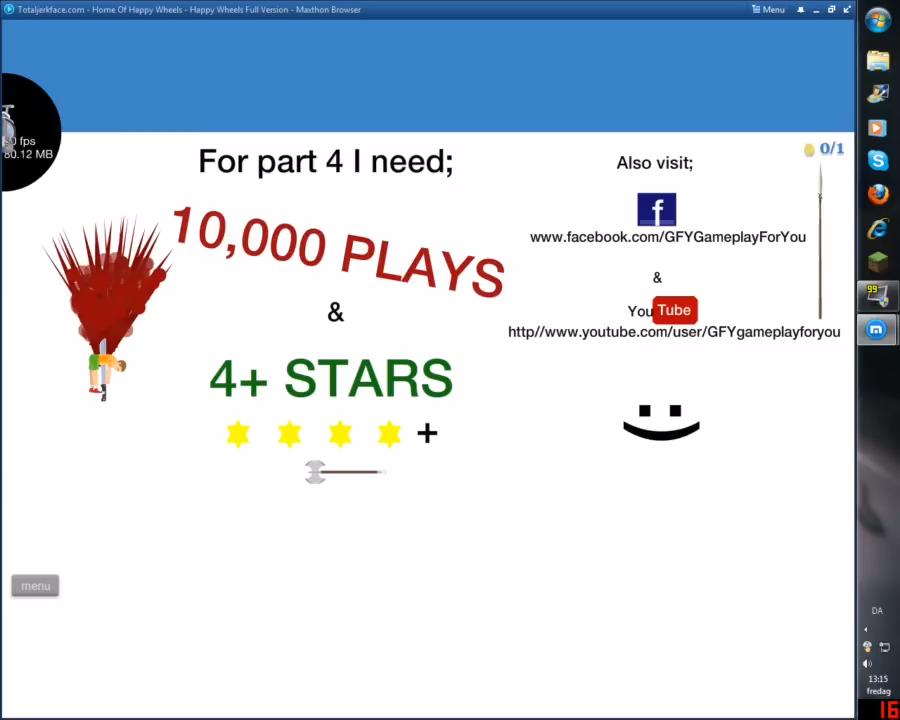 Totaljerkface.com - Home Of Happy Wheels - Happy Wheels Full Version - Maxthon Browser
Menu
0 fps
80.12 MB
For part 4 I need;
10,000 PLAYS
&
4+ STARS
+
Also visit;
f
www.facebook.com/GFYGameplayForYou
&
YouTube
http//www.youtube.com/user/GFYgameplayforyou
0/1
menu
99
DA
13:15
fredag
16